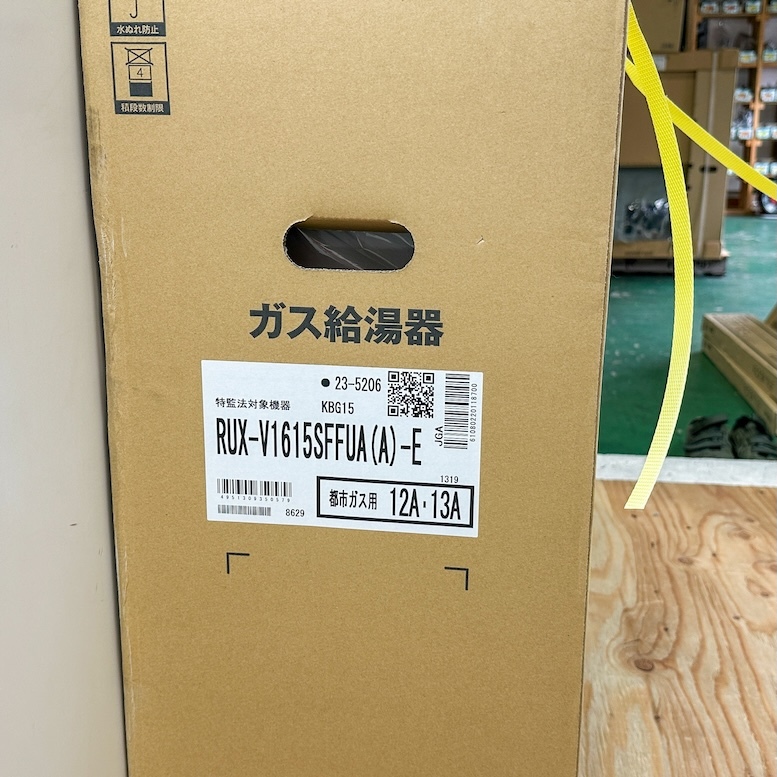 水ぬれ防止
4
積段数制限
ガス給湯器
● 23-5206
特監法対象機器 KBG15
RUX-V1615SFFUA(A)-E
JGA
61080220118700
1319
4951309350579
8629
都市ガス用 12A・13A